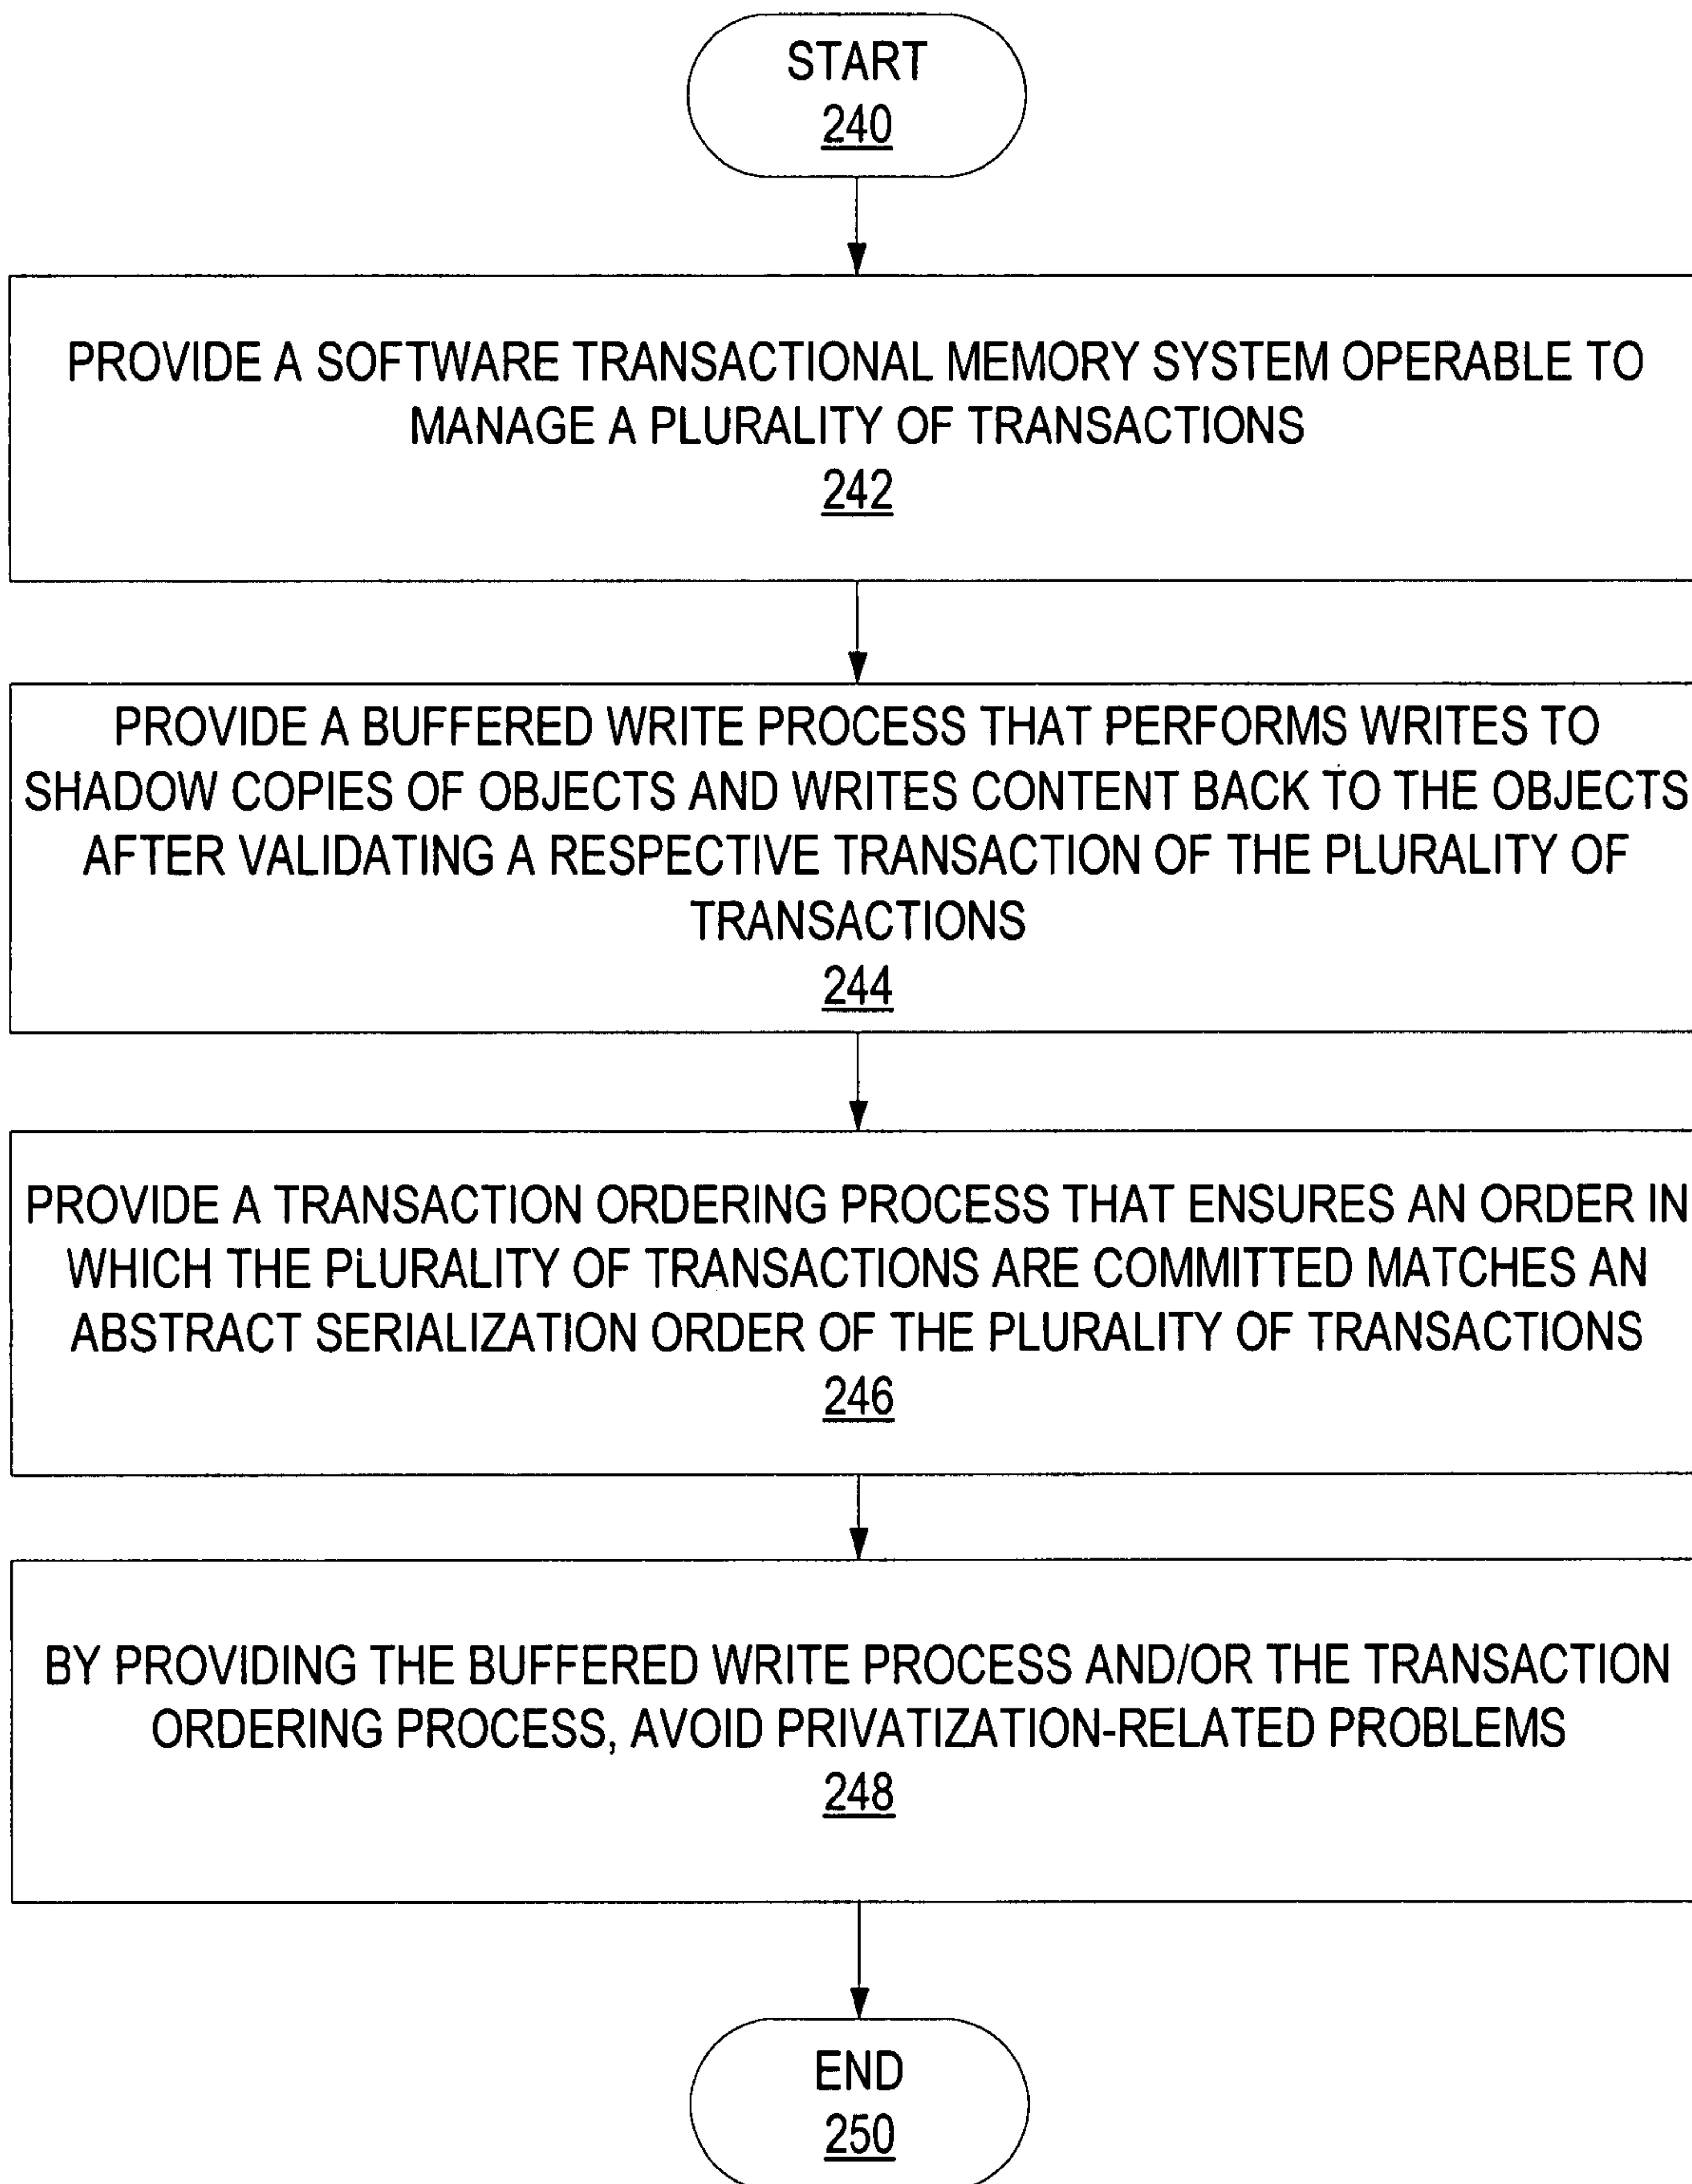 START
240
PROVIDE A SOFTWARE TRANSACTIONAL MEMORY SYSTEM OPERABLE TO
MANAGE A PLURALITY OF TRANSACTIONS
242
PROVIDE A BUFFERED WRITE PROCESS THAT PERFORMS WRITES TO
SHADOW COPIES OF OBJECTS AND WRITES CONTENT BACK TO THE OBJECTS
AFTER VALIDATING A RESPECTIVE TRANSACTION OF THE PLURALITY OF
TRANSACTIONS
244
PROVIDE A TRANSACTION ORDERING PROCESS THAT ENSURES AN ORDER IN
WHICH THE PLURALITY OF TRANSACTIONS ARE COMMITTED MATCHES AN
ABSTRACT SERIALIZATION ORDER OF THE PLURALITY OF TRANSACTIONS
246
BY PROVIDING THE BUFFERED WRITE PROCESS AND/OR THE TRANSACTION
ORDERING PROCESS, AVOID PRIVATIZATION-RELATED PROBLEMS
248
END
250